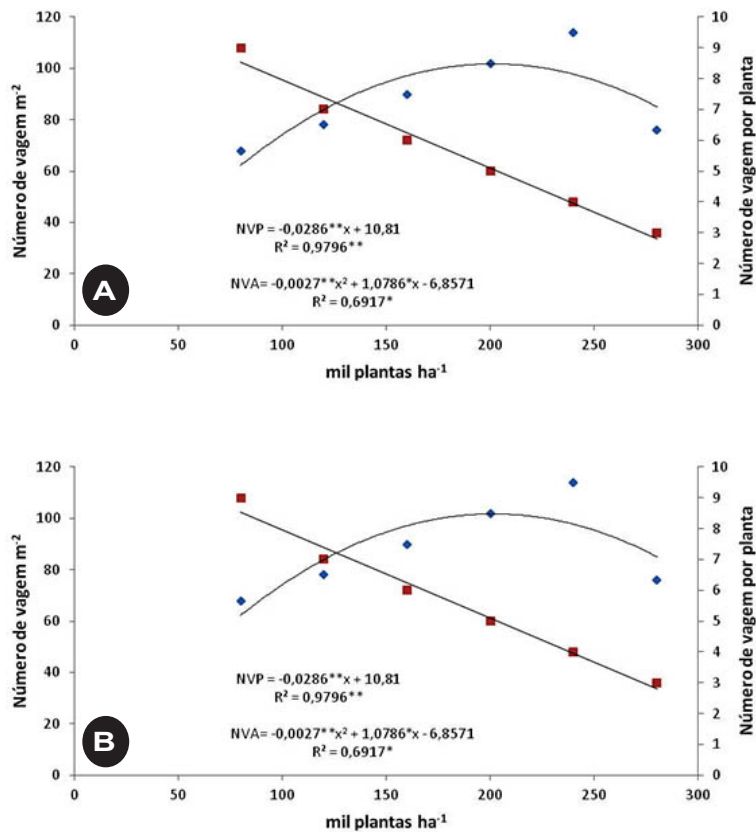 120
100
80
60
40
20
0
Número de vagem m⁻²
10
9
8
7
6
5
4
3
2
1
0
Número de vagem por planta
NVP = -0,0286**x + 10,81
R² = 0,9796**
NVA= -0,0027**x² + 1,0786*x - 6,8571
R² = 0,6917*
A
0 50 100 150 200 250 300
mil plantas ha⁻¹
120
100
80
60
40
20
0
Número de vagem m⁻²
10
9
8
7
6
5
4
3
2
1
0
Número de vagem por planta
NVP = -0,0286**x + 10,81
R² = 0,9796**
NVA= -0,0027**x² + 1,0786*x - 6,8571
R² = 0,6917*
B
0 50 100 150 200 250 300
mil plantas ha⁻¹